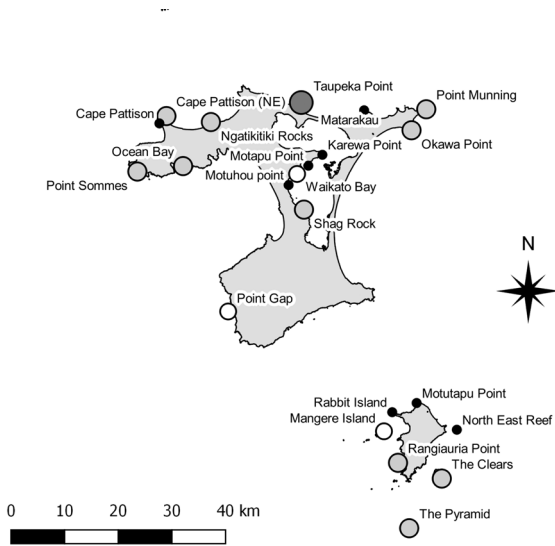 Taupeka Point
Point Munning
Cape Pattison (NE)
Cape Pattison
Matarakau
Ngatikitiki Rocks
Karewa Point
Okawa Point
Ocean Bay
Motapu Point
Motuhou point
Waikato Bay
Point Sommes
Shag Rock
N
Point Gap
Motutapu Point
Rabbit Island
Mangere Island
North East Reef
Rangiauria Point
The Clears
The Pyramid
0 10 20 30 40 km